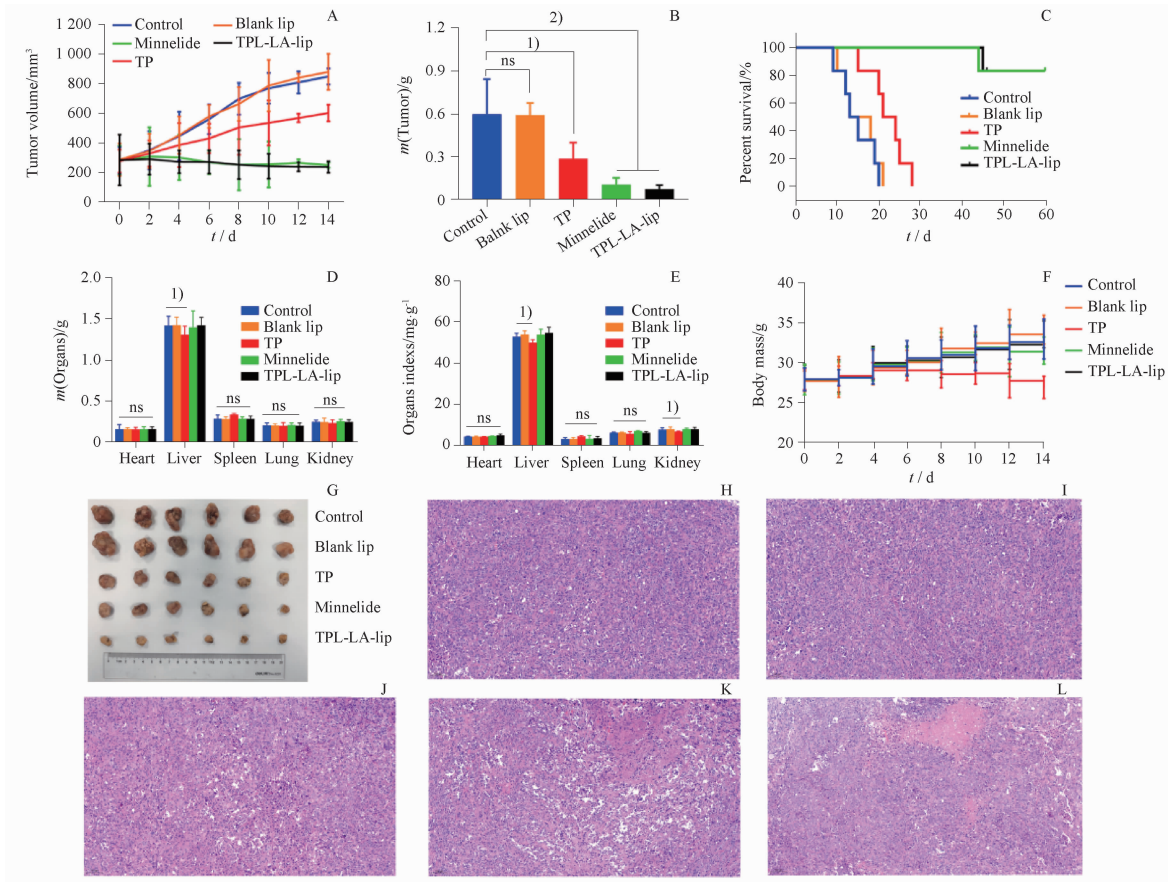 A
1 200
1 000
800
600
400
200
0
Tumor volume/mm³
Control
Minnelide
TP
Blank lip
TPL-LA-lip
0 2 4 6 8 10 12 14
t / d
B
1.2
0.9
0.6
0.3
0
m(Tumor)/g
2)
1)
ns
Control
Balnk lip
TP
Minnelide
TPL-LA-lip
C
100
80
60
40
20
0
Percent survival/%
Control
Blank lip
TP
Minnelide
TPL-LA-lip
0 20 40 60
t / d
D
2.0
1.5
1.0
0.5
0
m(Organs)/g
1)
ns
ns
ns
ns
Control
Blank lip
TP
Minnelide
TPL-LA-lip
Heart Liver Spleen Lung Kidney
E
80
60
40
20
0
Organs indexs/mg·g⁻¹
1)
ns
ns
ns
1)
Control
Blank lip
TP
Minnelide
TPL-LA-lip
Heart Liver Spleen Lung Kidney
F
40
35
30
25
20
Body mass/g
Control
Blank lip
TP
Minnelide
TPL-LA-lip
0 2 4 6 8 10 12 14
t / d
G
Control
Blank lip
TP
Minnelide
TPL-LA-lip
H
I
J
K
L